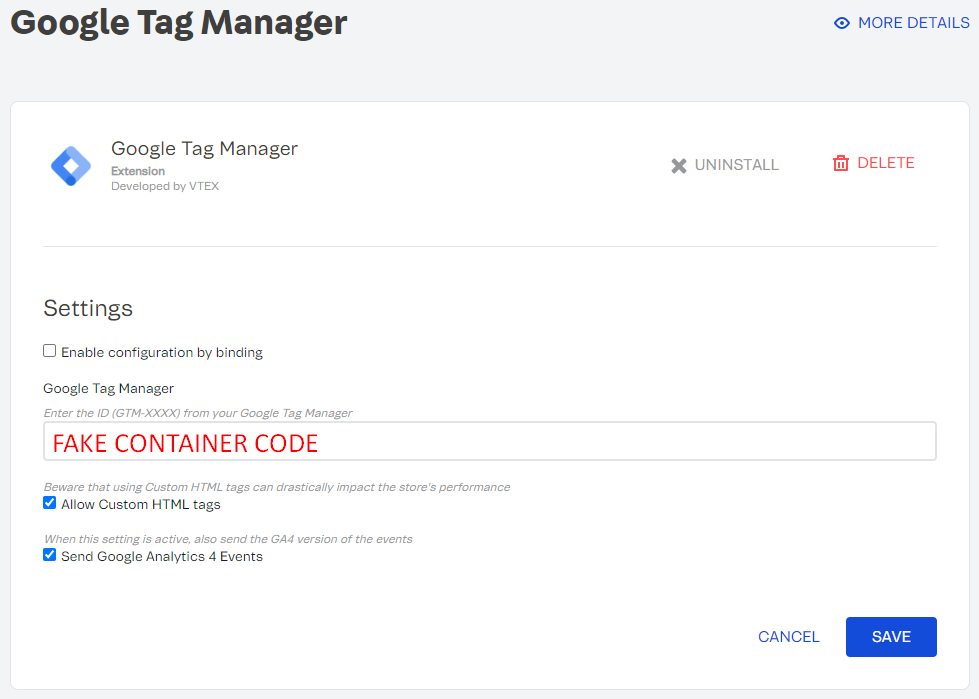 Google Tag Manager
MORE DETAILS
Google Tag Manager
Extension
Developed by VTEX
UNINSTALL
DELETE
Settings
Enable configuration by binding
Google Tag Manager
Enter the ID (GTM-XXXX) from your Google Tag Manager
FAKE CONTAINER CODE
Beware that using Custom HTML tags can drastically impact the store's performance
Allow Custom HTML tags
When this setting is active, also send the GA4 version of the events
Send Google Analytics 4 Events
CANCEL
SAVE